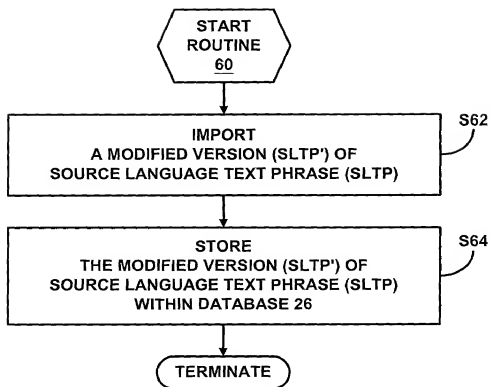 START
ROUTINE
60
S62
IMPORT
A MODIFIED VERSION (SLTP') OF
SOURCE LANGUAGE TEXT PHRASE (SLTP)
S64
STORE
THE MODIFIED VERSION (SLTP') OF
SOURCE LANGUAGE TEXT PHRASE (SLTP)
WITHIN DATABASE 26
TERMINATE